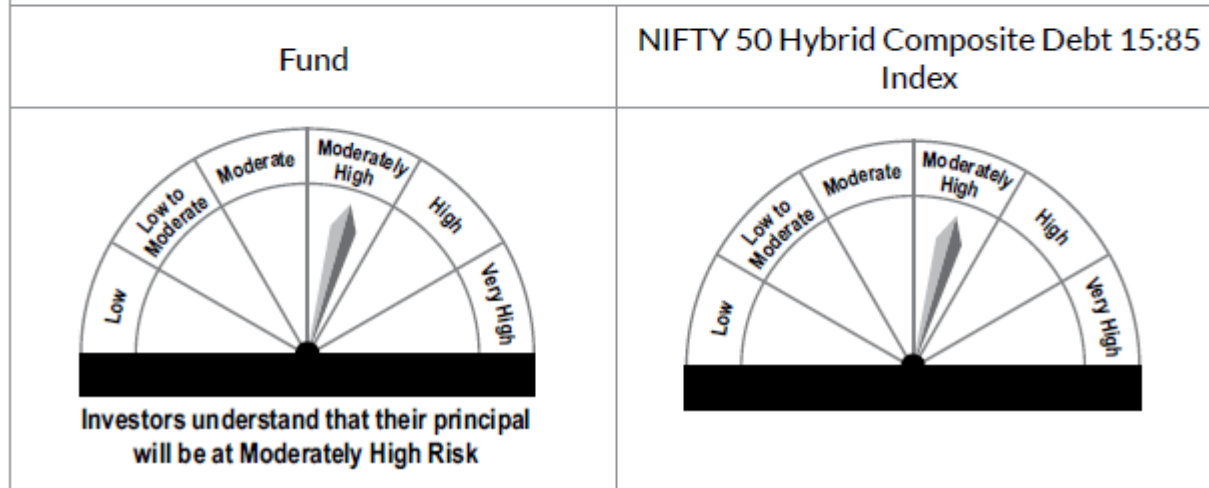 Fund
NIFTY 50 Hybrid Composite Debt 15:85
Index
Low
Low to
Moderate
Moderate
Moderately
High
High
Very High
Investors understand that their principal
will be at Moderately High Risk
Low
Low to
Moderate
Moderate
Moderately
High
High
Very High